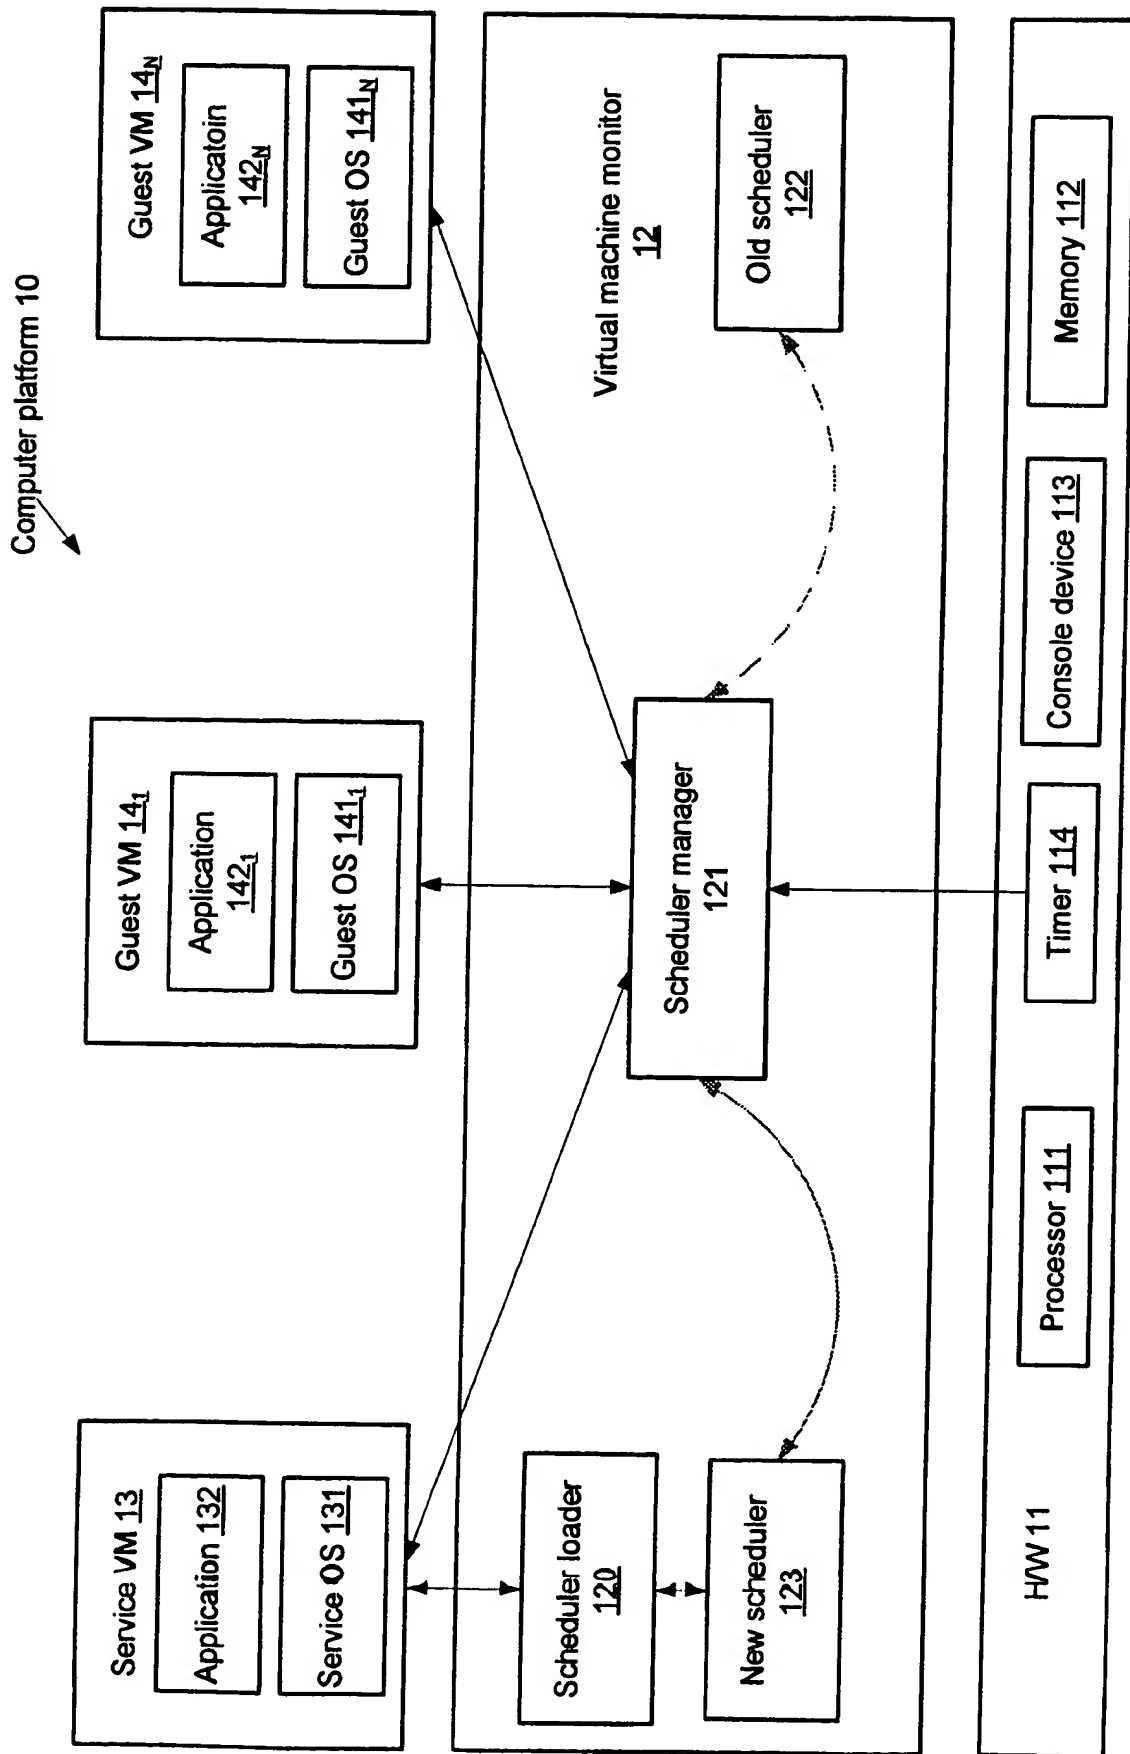 Computer platform 10
Service VM 13
Application 132
Service OS 131
Guest VM 14₁
Application
142₁
Guest OS 141₁
Guest VM 14N
Applicatoin
142N
Guest OS 141N
Virtual machine monitor
12
Scheduler loader
120
New scheduler
123
Scheduler manager
121
Old scheduler
122
H/W 11
Processor 111
Timer 114
Console device 113
Memory 112